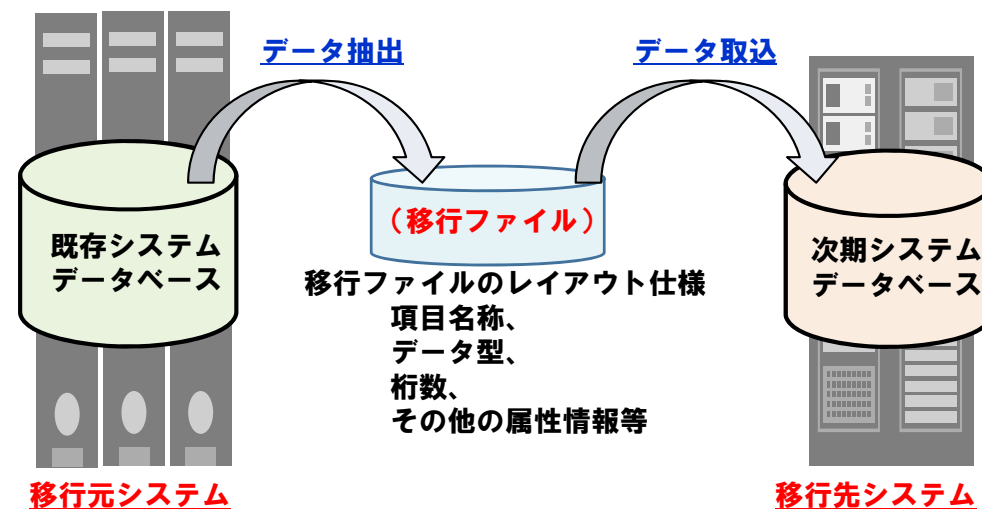 データ抽出
データ取込
(移行ファイル)
既存システム
データベース
次期システム
データベース
移行ファイルのレイアウト仕様
項目名称、
データ型、
桁数、
その他の属性情報等
移行元システム
移行先システム